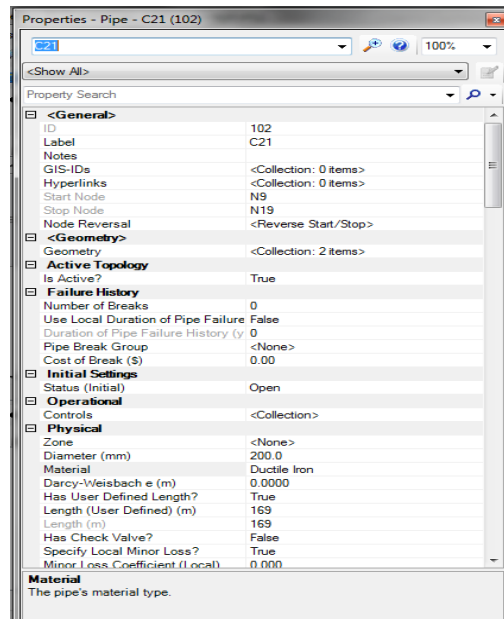 Properties - Pipe - C21 (102)
C21 100%
<Show All>
Property Search
<General>
ID 102
Label C21
Notes
GIS-IDs <Collection: 0 items>
Hyperlinks <Collection: 0 items>
Start Node N9
Stop Node N19
Node Reversal <Reverse Start/Stop>
<Geometry>
Geometry <Collection: 2 items>
Active Topology
Is Active? True
Failure History
Number of Breaks 0
Use Local Duration of Pipe Failure False
Duration of Pipe Failure History (y 0
Pipe Break Group <None>
Cost of Break ($) 0.00
Initial Settings
Status (Initial) Open
Operational
Controls <Collection>
Physical
Zone <None>
Diameter (mm) 200.0
Material Ductile Iron
Darcy-Weisbach e (m) 0.0000
Has User Defined Length? True
Length (User Defined) (m) 169
Length (m) 169
Has Check Valve? False
Specify Local Minor Loss? True
Minor Loss Coefficient (Local) 0.000
Material
The pipe's material type.